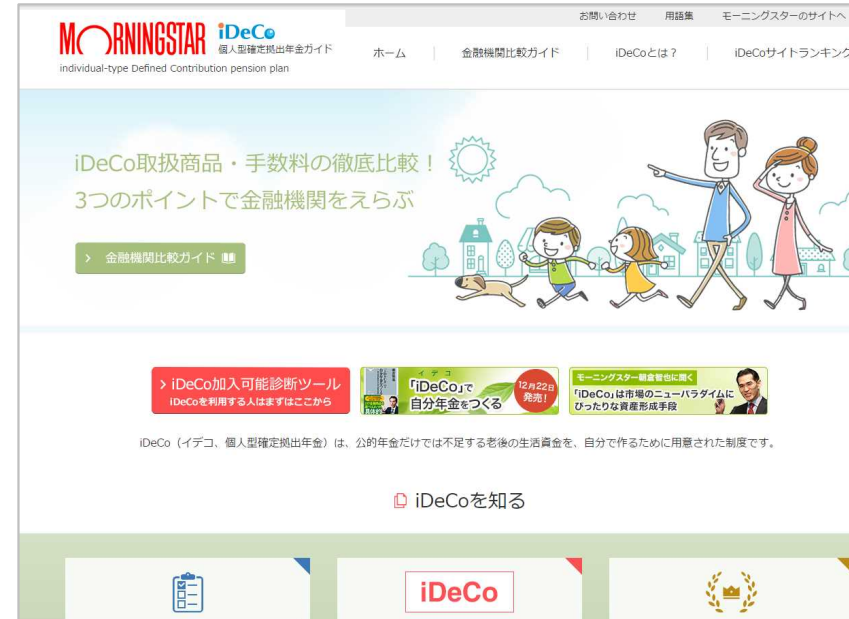 お問い合わせ 用語集 モーニングスターのサイトへ
MORNINGSTAR iDeCo
個人型確定拠出年金ガイド
individual-type Defined Contribution pension plan
ホーム 金融機関比較ガイド iDeCoとは？ iDeCoサイトランキング
iDeCo取扱商品・手数料の徹底比較！
3つのポイントで金融機関をえらぶ
金融機関比較ガイド
iDeCo加入可能診断ツール
iDeCoを利用する人はまずはここから
イデコ
「iDeCo」で
自分年金をつくる
12月22日
発売！
モーニングスター朝倉智也に聞く
「iDeCo」は市場のニューパラダイムに
ぴったりな資産形成手段
iDeCo（イデコ、個人型確定拠出年金）は、公的年金だけでは不足する老後の生活資金を、自分で作るために用意された制度です。
iDeCoを知る
iDeCo